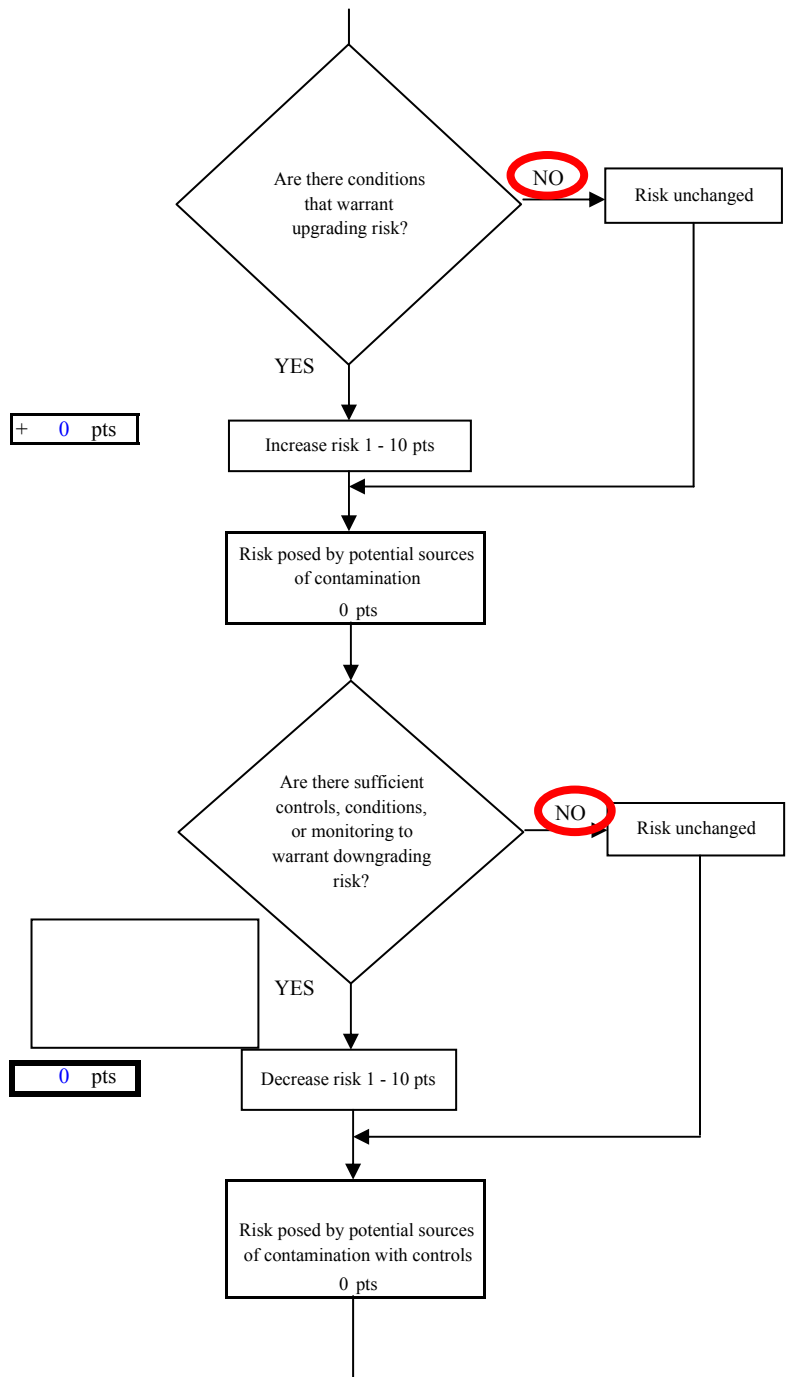 Are there conditions
that warrant
upgrading risk?
NO
Risk unchanged
YES
+ 0 pts
Increase risk 1 - 10 pts
Risk posed by potential sources
of contamination
0 pts
Are there sufficient
controls, conditions,
or monitoring to
warrant downgrading
risk?
NO
Risk unchanged
YES
0 pts
Decrease risk 1 - 10 pts
Risk posed by potential sources
of contamination with controls
0 pts